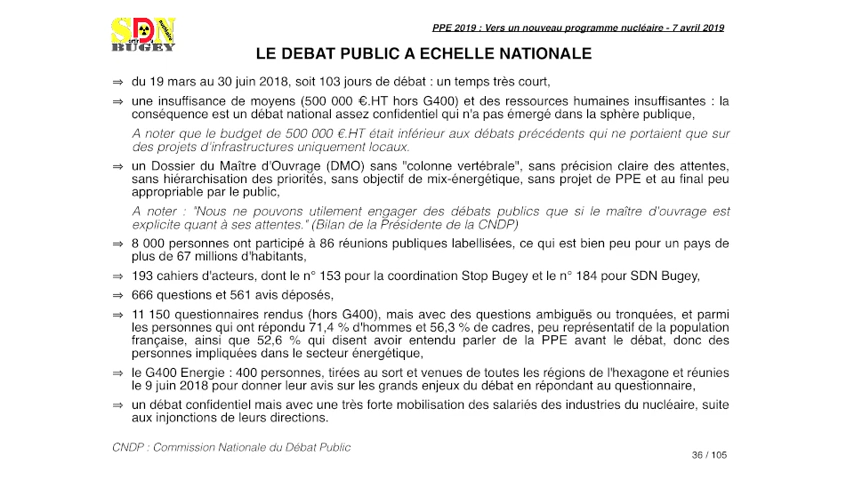 SDN
nucléaire
BUGEY
PPE 2019 : Vers un nouveau programme nucléaire - 7 avril 2019
LE DEBAT PUBLIC A ECHELLE NATIONALE
⇒ du 19 mars au 30 juin 2018, soit 103 jours de débat : un temps très court,
⇒ une insuffisance de moyens (500 000 €.HT hors G400) et des ressources humaines insuffisantes : la
conséquence est un débat national assez confidentiel qui n'a pas émergé dans la sphère publique,
A noter que le budget de 500 000 €.HT était inférieur aux débats précédents qui ne portaient que sur
des projets d'infrastructures uniquement locaux.
⇒ un Dossier du Maître d'Ouvrage (DMO) sans "colonne vertébrale", sans précision claire des attentes,
sans hiérarchisation des priorités, sans objectif de mix-énergétique, sans projet de PPE et au final peu
appropriable par le public,
A noter : "Nous ne pouvons utilement engager des débats publics que si le maître d'ouvrage est
explicite quant à ses attentes." (Bilan de la Présidente de la CNDP)
⇒ 8 000 personnes ont participé à 86 réunions publiques labellisées, ce qui est bien peu pour un pays de
plus de 67 millions d'habitants,
⇒ 193 cahiers d'acteurs, dont le n° 153 pour la coordination Stop Bugey et le n° 184 pour SDN Bugey,
⇒ 666 questions et 561 avis déposés,
⇒ 11 150 questionnaires rendus (hors G400), mais avec des questions ambiguës ou tronquées, et parmi
les personnes qui ont répondu 71,4 % d'hommes et 56,3 % de cadres, peu représentatif de la population
française, ainsi que 52,6 % qui disent avoir entendu parler de la PPE avant le débat, donc des
personnes impliquées dans le secteur énergétique,
⇒ le G400 Energie : 400 personnes, tirées au sort et venues de toutes les régions de l'hexagone et réunies
le 9 juin 2018 pour donner leur avis sur les grands enjeux du débat en répondant au questionnaire,
⇒ un débat confidentiel mais avec une très forte mobilisation des salariés des industries du nucléaire, suite
aux injonctions de leurs directions.
CNDP : Commission Nationale du Débat Public
36 / 105